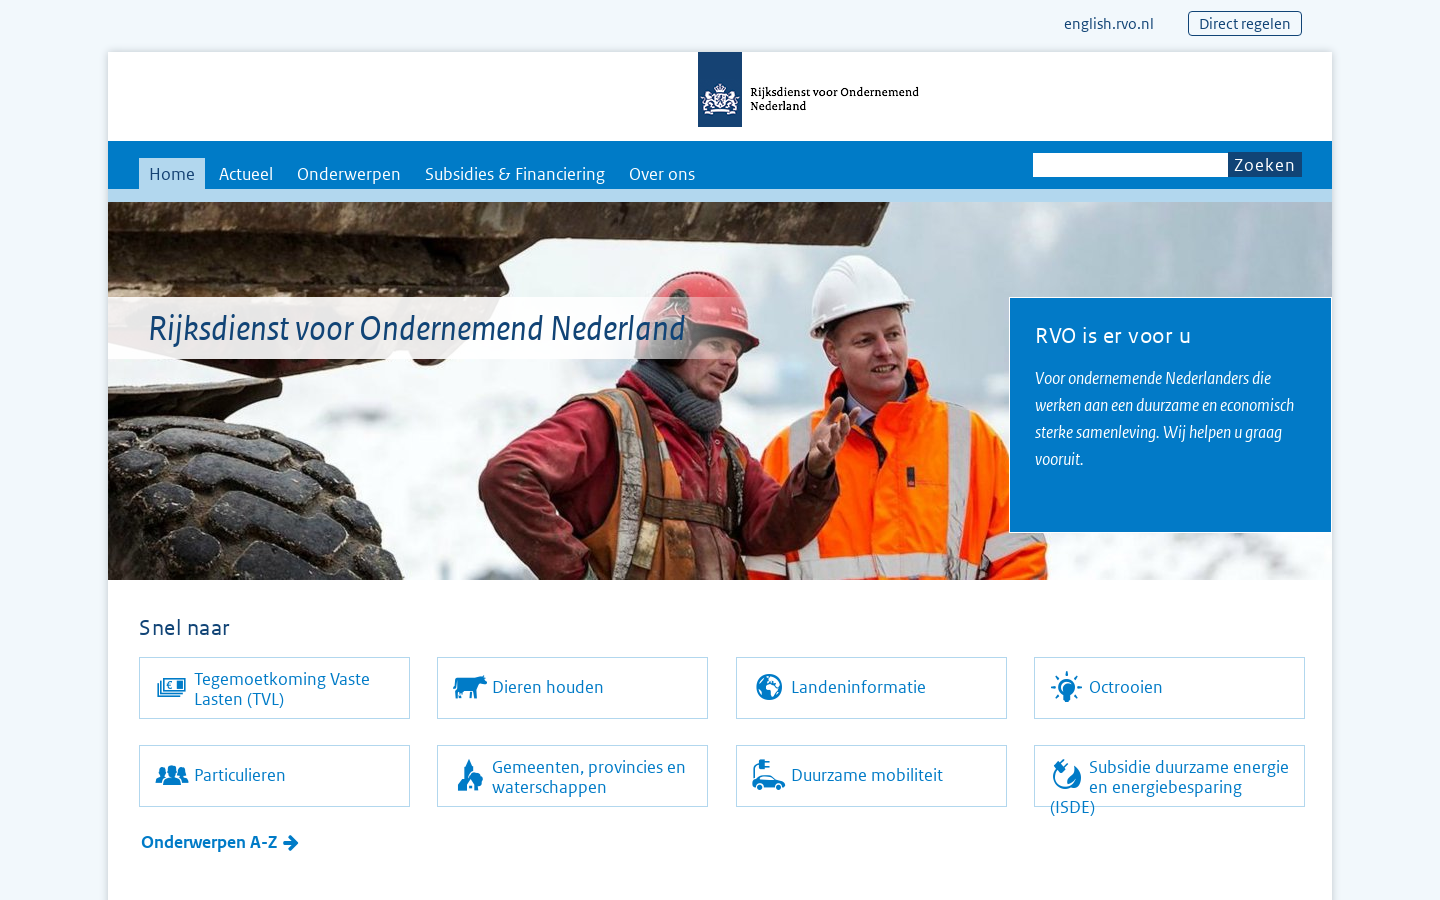 english.rvo.nl
Direct regelen
Rijksdienst voor Ondernemend
Nederland
Home
Actueel
Onderwerpen
Subsidies & Financiering
Over ons
Zoeken
Rijksdienst voor Ondernemend Nederland
RVO is er voor u
Voor ondernemende Nederlanders die
werken aan een duurzame en economisch
sterke samenleving. Wij helpen u graag
vooruit.
Snel naar
Tegemoetkoming Vaste
Lasten (TVL)
Dieren houden
Landeninformatie
Octrooien
Particulieren
Gemeenten, provincies en
waterschappen
Duurzame mobiliteit
Subsidie duurzame energie
en energiebesparing
(ISDE)
Onderwerpen A-Z